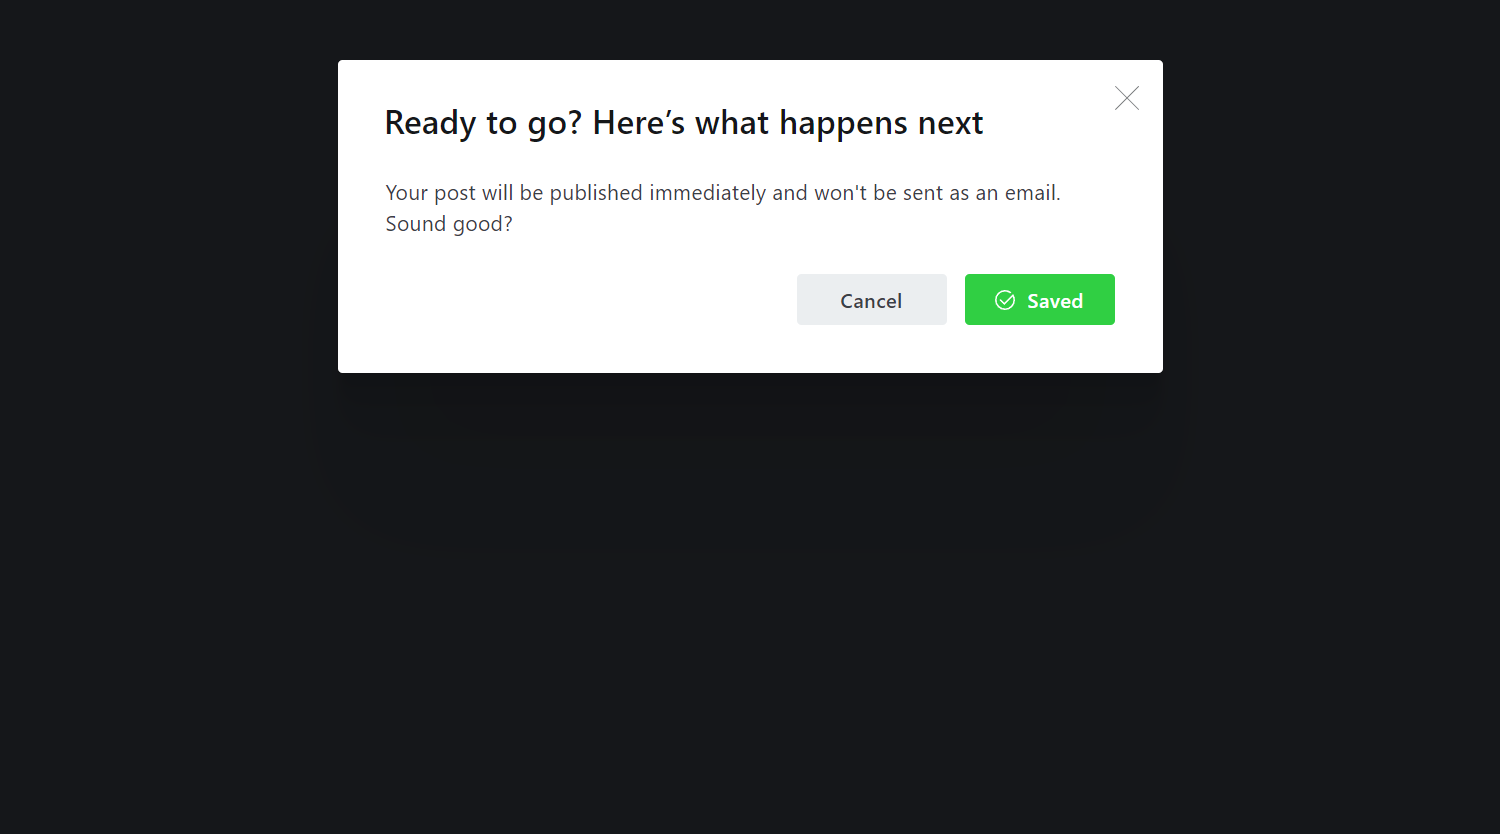 Ready to go? Here’s what happens next
Your post will be published immediately and won't be sent as an email.
Sound good?
Cancel
Saved